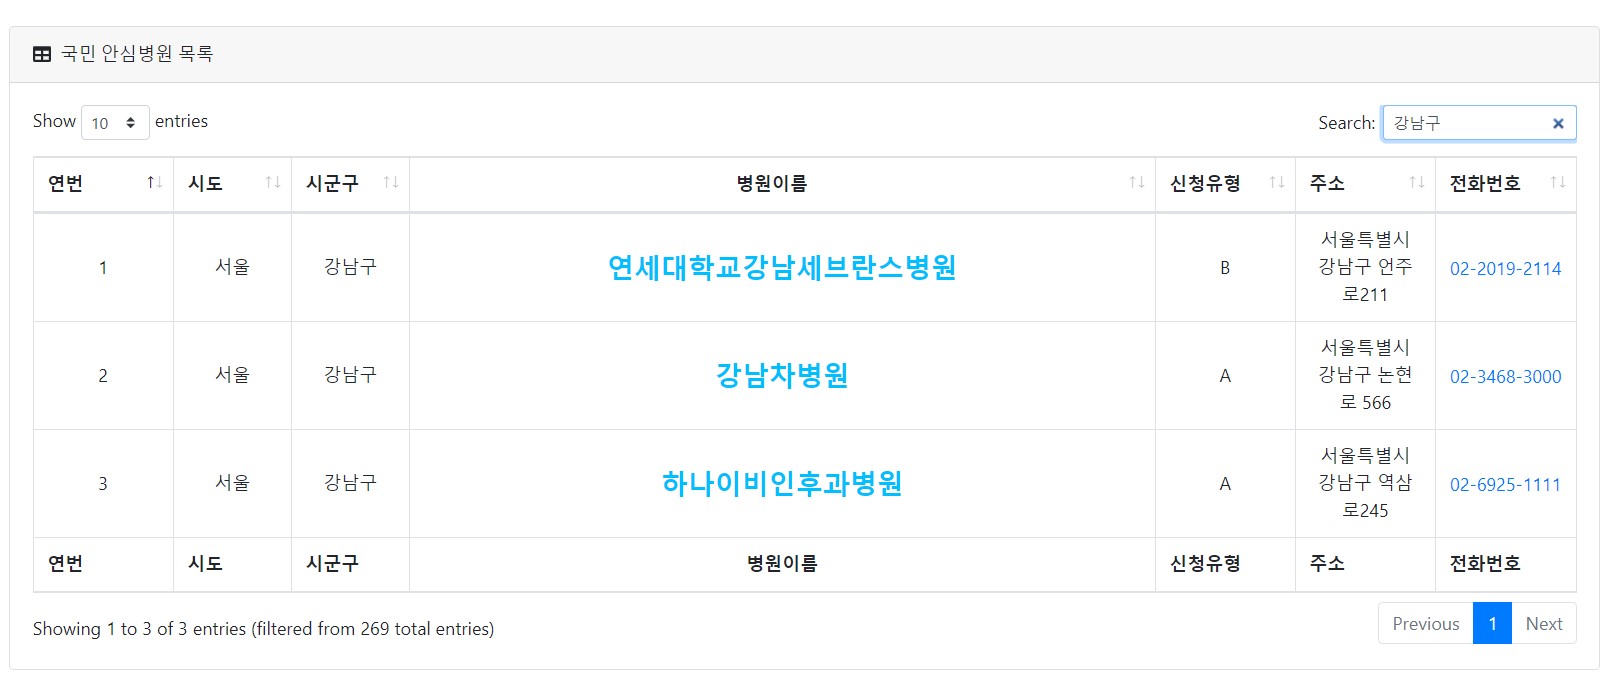 국민 안심병원 목록
Show 10 entries
Search: 강남구
연번 시도 시군구 병원이름 신청유형 주소 전화번호
1 서울 강남구 연세대학교강남세브란스병원 B 서울특별시
강남구 언주
로211 02-2019-2114
2 서울 강남구 강남차병원 A 서울특별시
강남구 논현
로 566 02-3468-3000
3 서울 강남구 하나이비인후과병원 A 서울특별시
강남구 역삼
로245 02-6925-1111
연번 시도 시군구 병원이름 신청유형 주소 전화번호
Showing 1 to 3 of 3 entries (filtered from 269 total entries)
Previous 1 Next